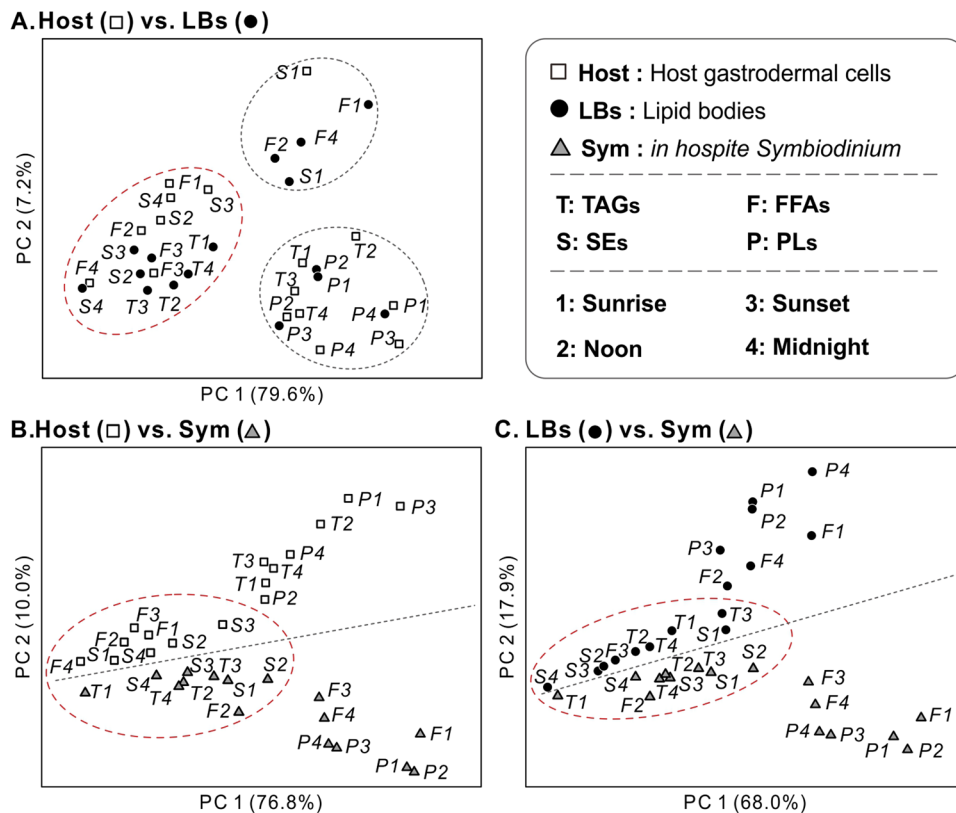 A.Host (□) vs. LBs (●)
S1
F1
F2
F4
S1
F1
S4
S3
F2
S2
S3
F3
T1
F4
S2
F3
T4
S4
T3
T2
T1
T2
T3
P2
P1
P2
T4
P4
P1
P3
P4
P3
PC 2 (7.2%)
PC 1 (79.6%)
□ Host : Host gastrodermal cells
● LBs : Lipid bodies
▲ Sym : in hospite Symbiodinium
T: TAGs F: FFAs
S: SEs P: PLs
1: Sunrise 3: Sunset
2: Noon 4: Midnight
B.Host (□) vs. Sym (▲)
P1
P3
T2
T3
P4
T4
T1
P2
F3
S3
F2
F1
S2
F4
S1
S4
T1
S4
S3
T3
S2
T4
T2
S1
F2
F3
F4
P4
P3
F1
P1
P2
PC 2 (10.0%)
PC 1 (76.8%)
C. LBs (●) vs. Sym (▲)
P4
P1
P2
F1
P3
F4
F2
T3
T1
S1
T2
T4
S2
F3
S3
S4
T1
S4
F2
T2
S3
T3
S1
S2
F3
F4
P4
P3
F1
P1
P2
PC 2 (17.9%)
PC 1 (68.0%)